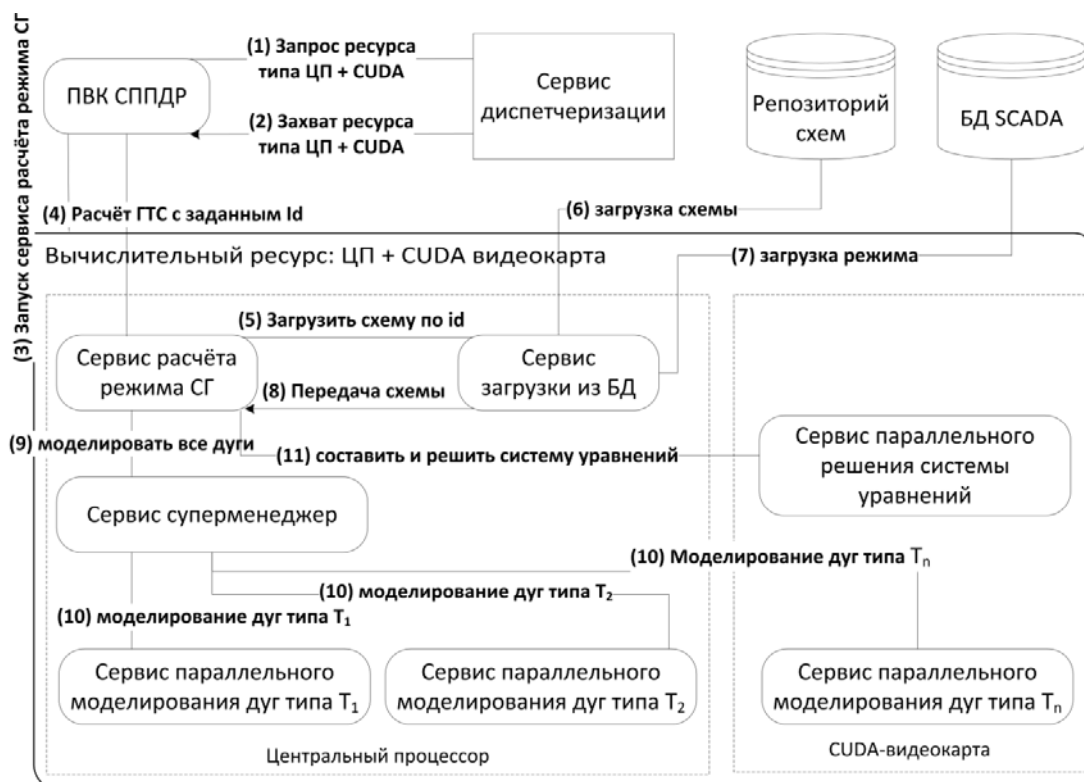 (1) Запрос ресурса
типа ЦП + CUDA
ПВК СППДР
(2) Захват ресурса
типа ЦП + CUDA
Сервис
диспетчеризации
Репозиторий
схем
БД SCADA
(3) Запуск сервиса расчёта режима СГ
(4) Расчёт ГТС с заданным Id
(6) загрузка схемы
(7) загрузка режима
Вычислительный ресурс: ЦП + CUDA видеокарта
(5) Загрузить схему по id
Сервис расчёта
режима СГ
Сервис
загрузки из БД
(8) Передача схемы
(9) моделировать все дуги
(11) составить и решить систему уравнений
Сервис параллельного
решения системы
уравнений
Сервис суперменеджер
(10) Моделирование дуг типа Tn
(10) моделирование дуг типа T2
(10) моделирование дуг типа T1
Сервис параллельного
моделирования дуг типа T1
Сервис параллельного
моделирования дуг типа T2
Сервис параллельного
моделирования дуг типа Tn
Центральный процессор
CUDA-видеокарта